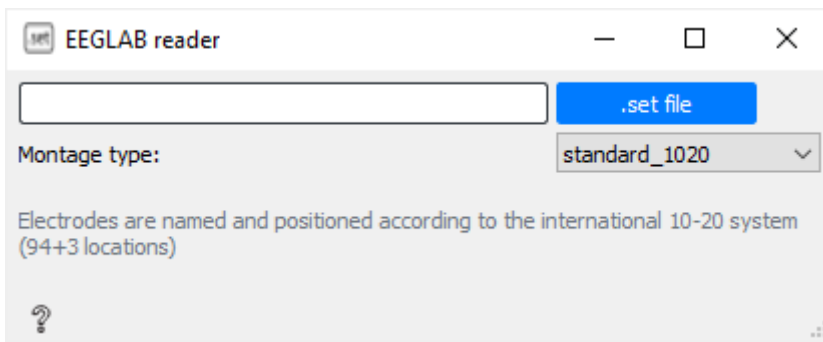 .set EEGLAB reader
.set file
Montage type: standard_1020
Electrodes are named and positioned according to the international 10-20 system
(94+3 locations)
?